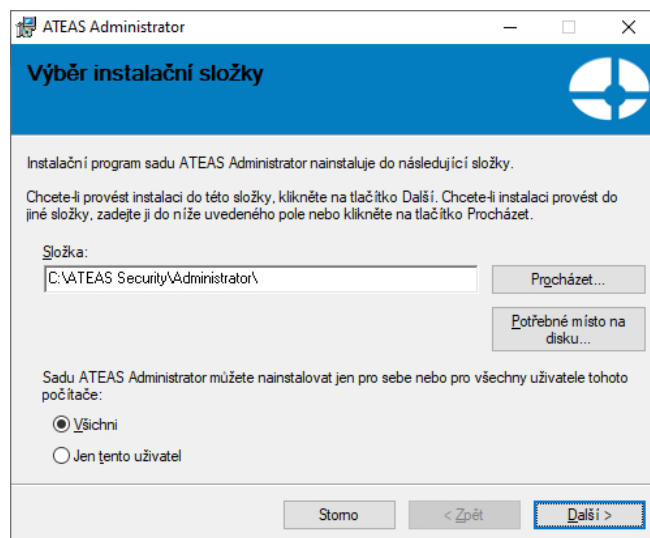 ATEAS Administrator
Výběr instalační složky
Instalační program sadu ATEAS Administrator nainstaluje do následující složky.
Chcete-li provést instalaci do této složky, klikněte na tlačítko Další. Chcete-li instalaci provést do
jiné složky, zadejte ji do níže uvedeného pole nebo klikněte na tlačítko Procházet.
Složka:
C:\ATEAS Security\Administrator\
Procházet...
Potřebné místo na
disku...
Sadu ATEAS Administrator můžete nainstalovat jen pro sebe nebo pro všechny uživatele tohoto
počítače:
Všichni
Jen tento uživatel
Storno
< Zpět
Další >